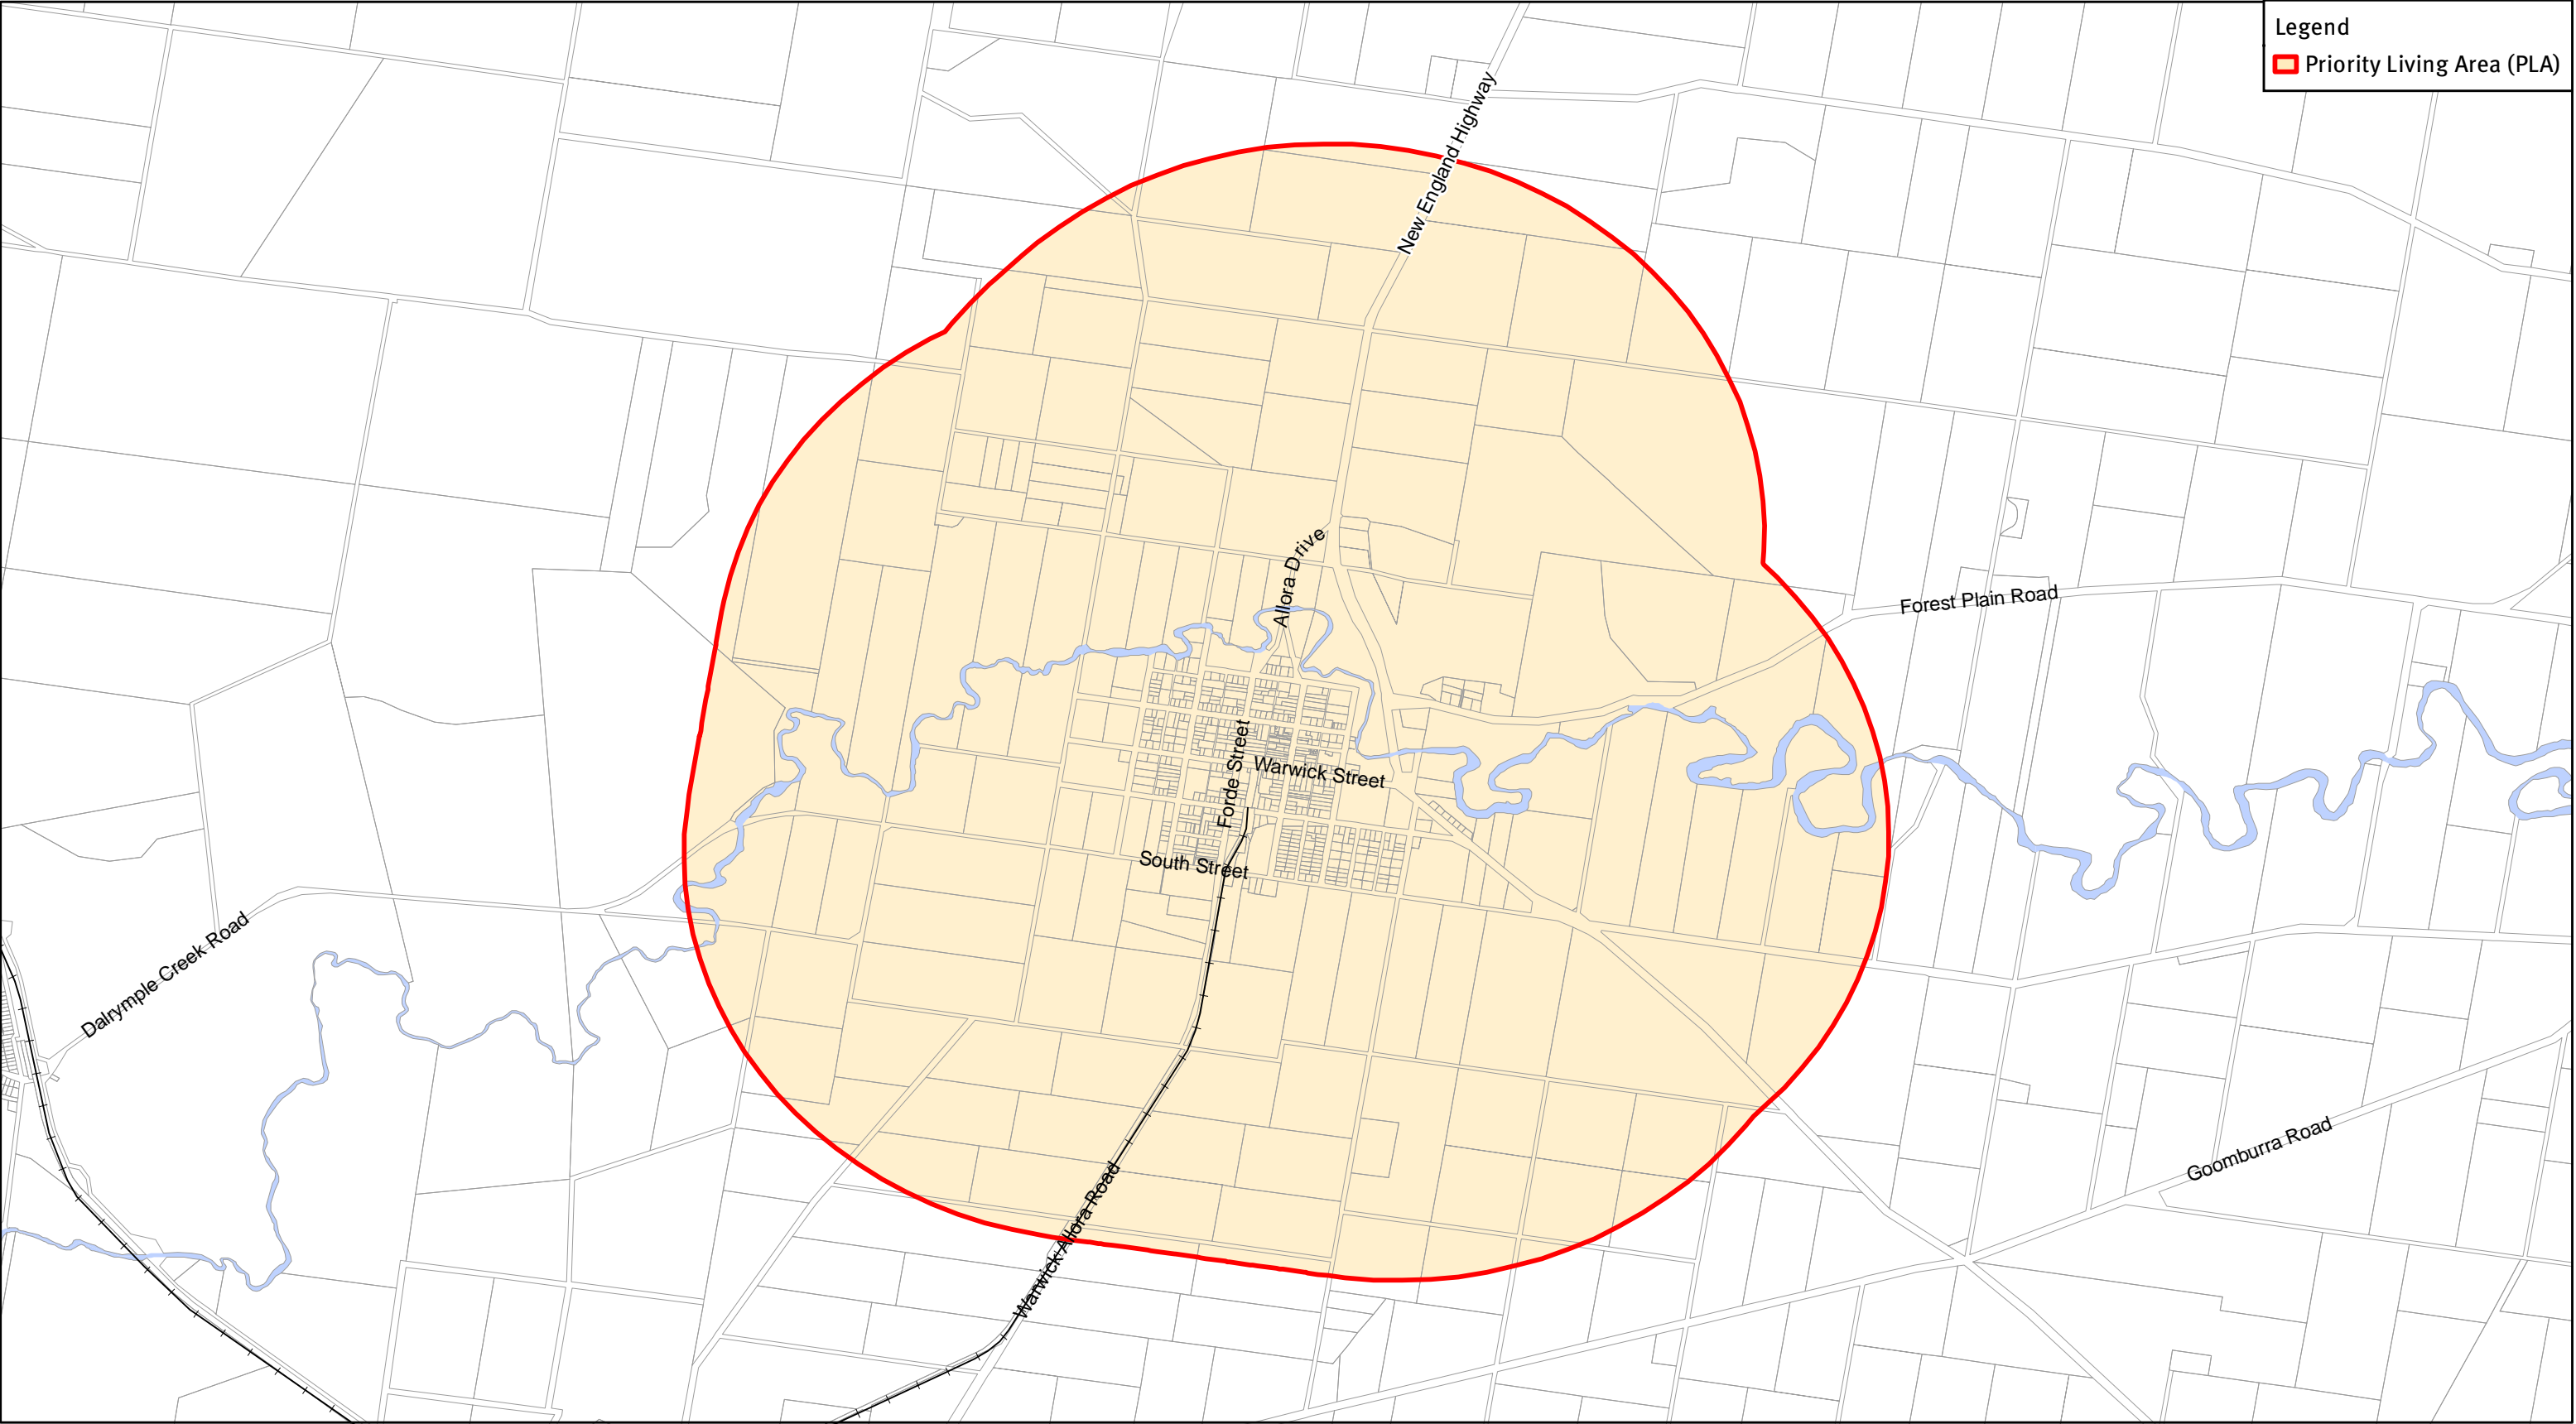 Legend
Priority Living Area (PLA)
New England Highway
Allora Drive
Forest Plain Road
Forde Street
Warwick Street
South Street
Dalrymple Creek Road
Goomburra Road
Warwick Allora Road